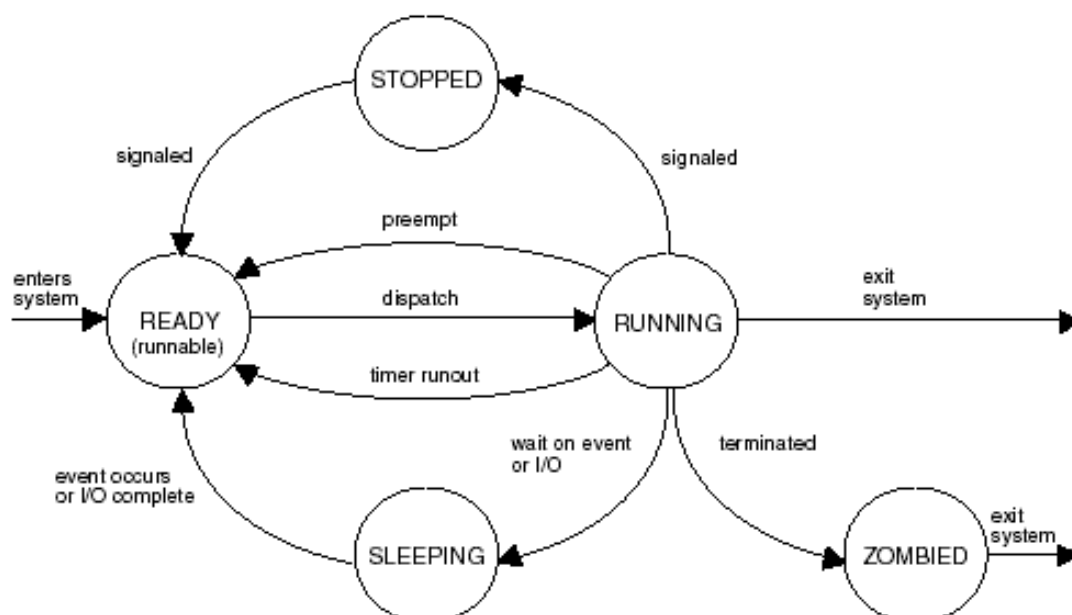 STOPPED
signaled
signaled
preempt
enters
system
exit
system
dispatch
READY
(runnable)
RUNNING
timer runout
wait on event
or I/O
terminated
event occurs
or I/O complete
exit
system
SLEEPING
ZOMBIED